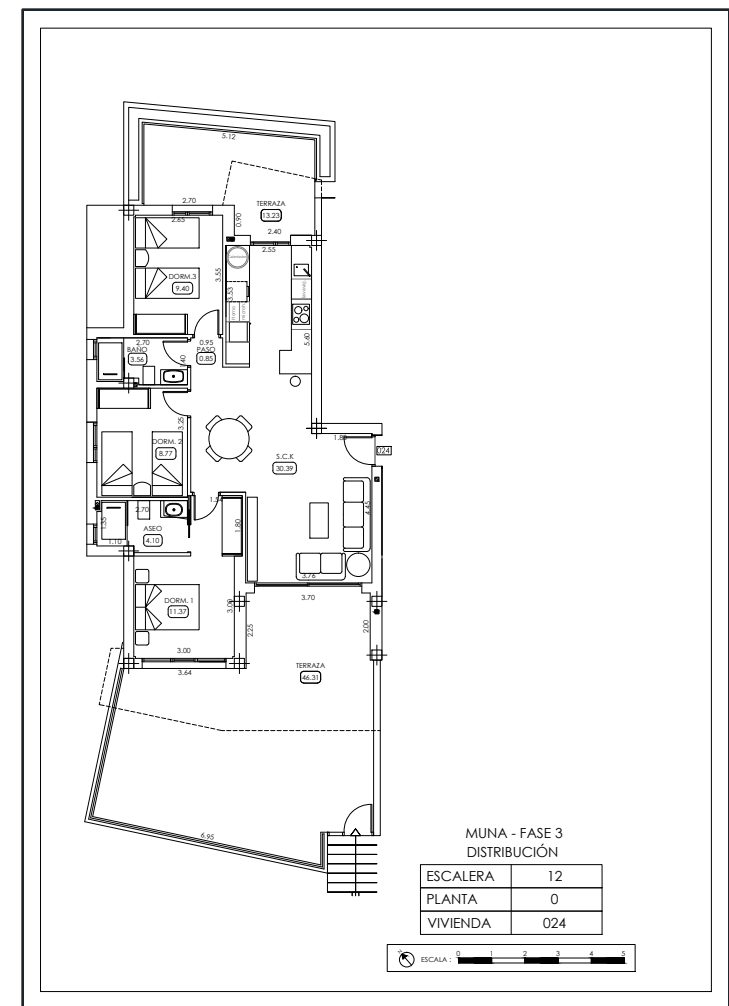 5.12
2.70
2.65
TERRAZA
13.23
0.90
2.40
2.55
3.55
DORM.3
9.40
3.53
5.60
2.70
BAÑO
3.56
0.95
PASO
0.85
3.25
DORM. 2
8.77
S.C.K
30.39
1.80
024
4.45
2.70
1.35
1.10
ASEO
4.10
1.80
3.76
3.70
DORM. 1
11.37
3.00
2.25
2.00
3.00
3.64
TERRAZA
46.31
6.95
MUNA - FASE 3
DISTRIBUCIÓN
ESCALERA 12
PLANTA 0
VIVIENDA 024
ESCALA : 0 1 2 3 4 5